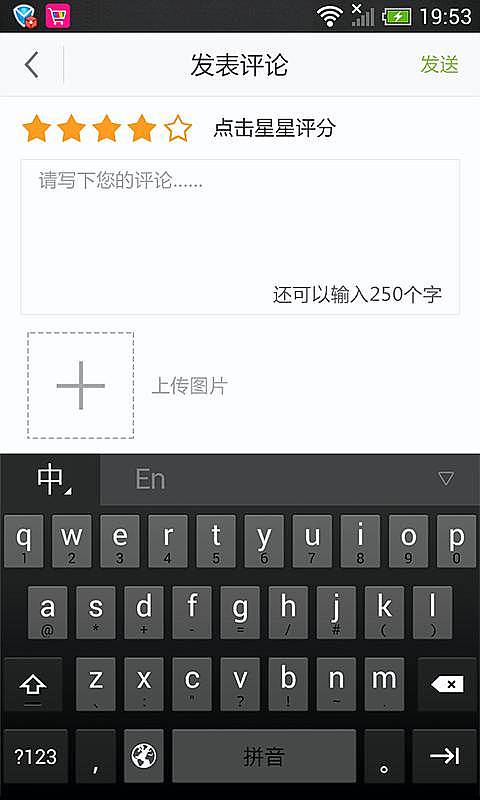 19:53
发表评论 发送
点击星星评分
请写下您的评论......
还可以输入250个字
上传图片
中 En
q w e r t y u i o p
1 2 3 4 5 6 7 8 9 0
a s d f g h j k l
@ * + - = / # ( )
z x c v b n m
、 : " ? ! ~ .
?123 , 拼音 。